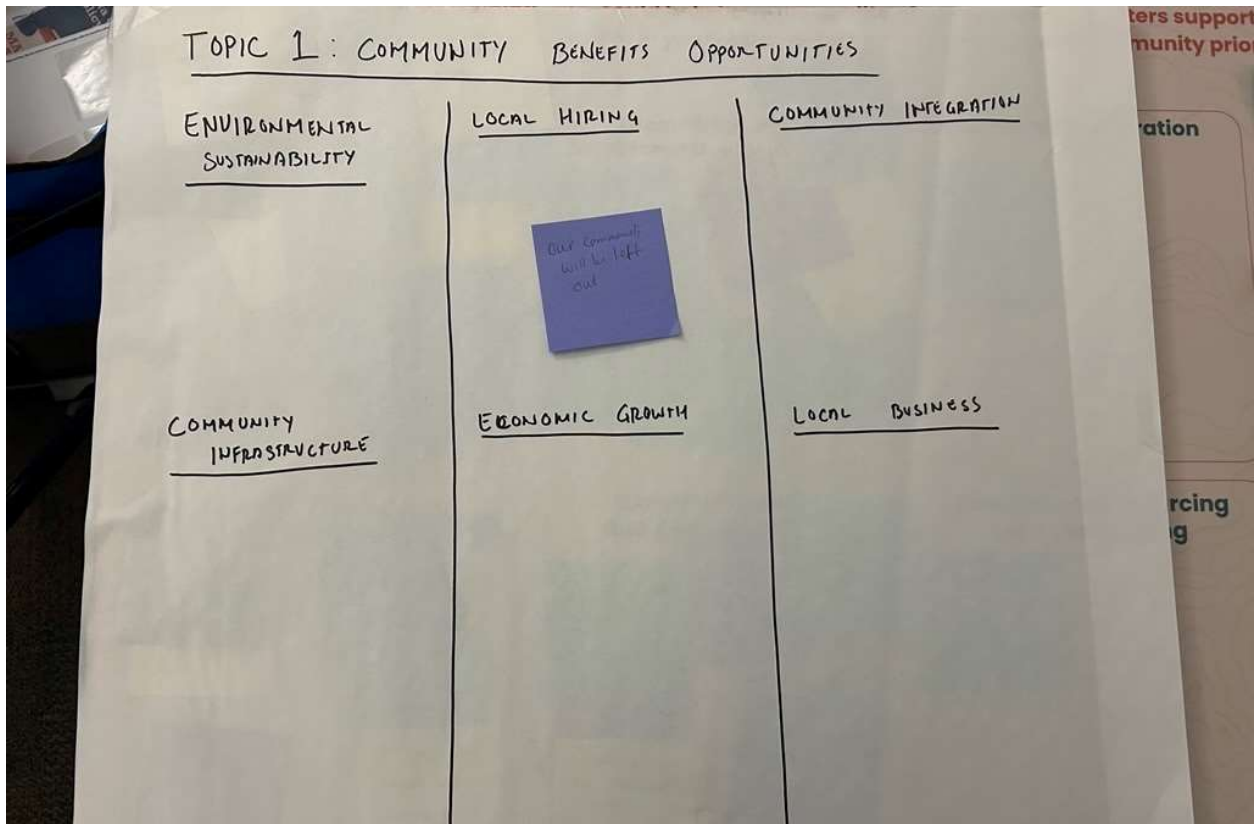 TOPIC 1 : COMMUNITY BENEFITS OPPORTUNITIES
ENVIRONMENTAL
SUSTAINABILITY
LOCAL HIRING
Our community
will be left
out
COMMUNITY INTEGRATION
COMMUNITY
INFRASTRUCTURE
ECONOMIC GROWTH
LOCAL BUSINESS
ters support
munity prior
ration
rcing
g